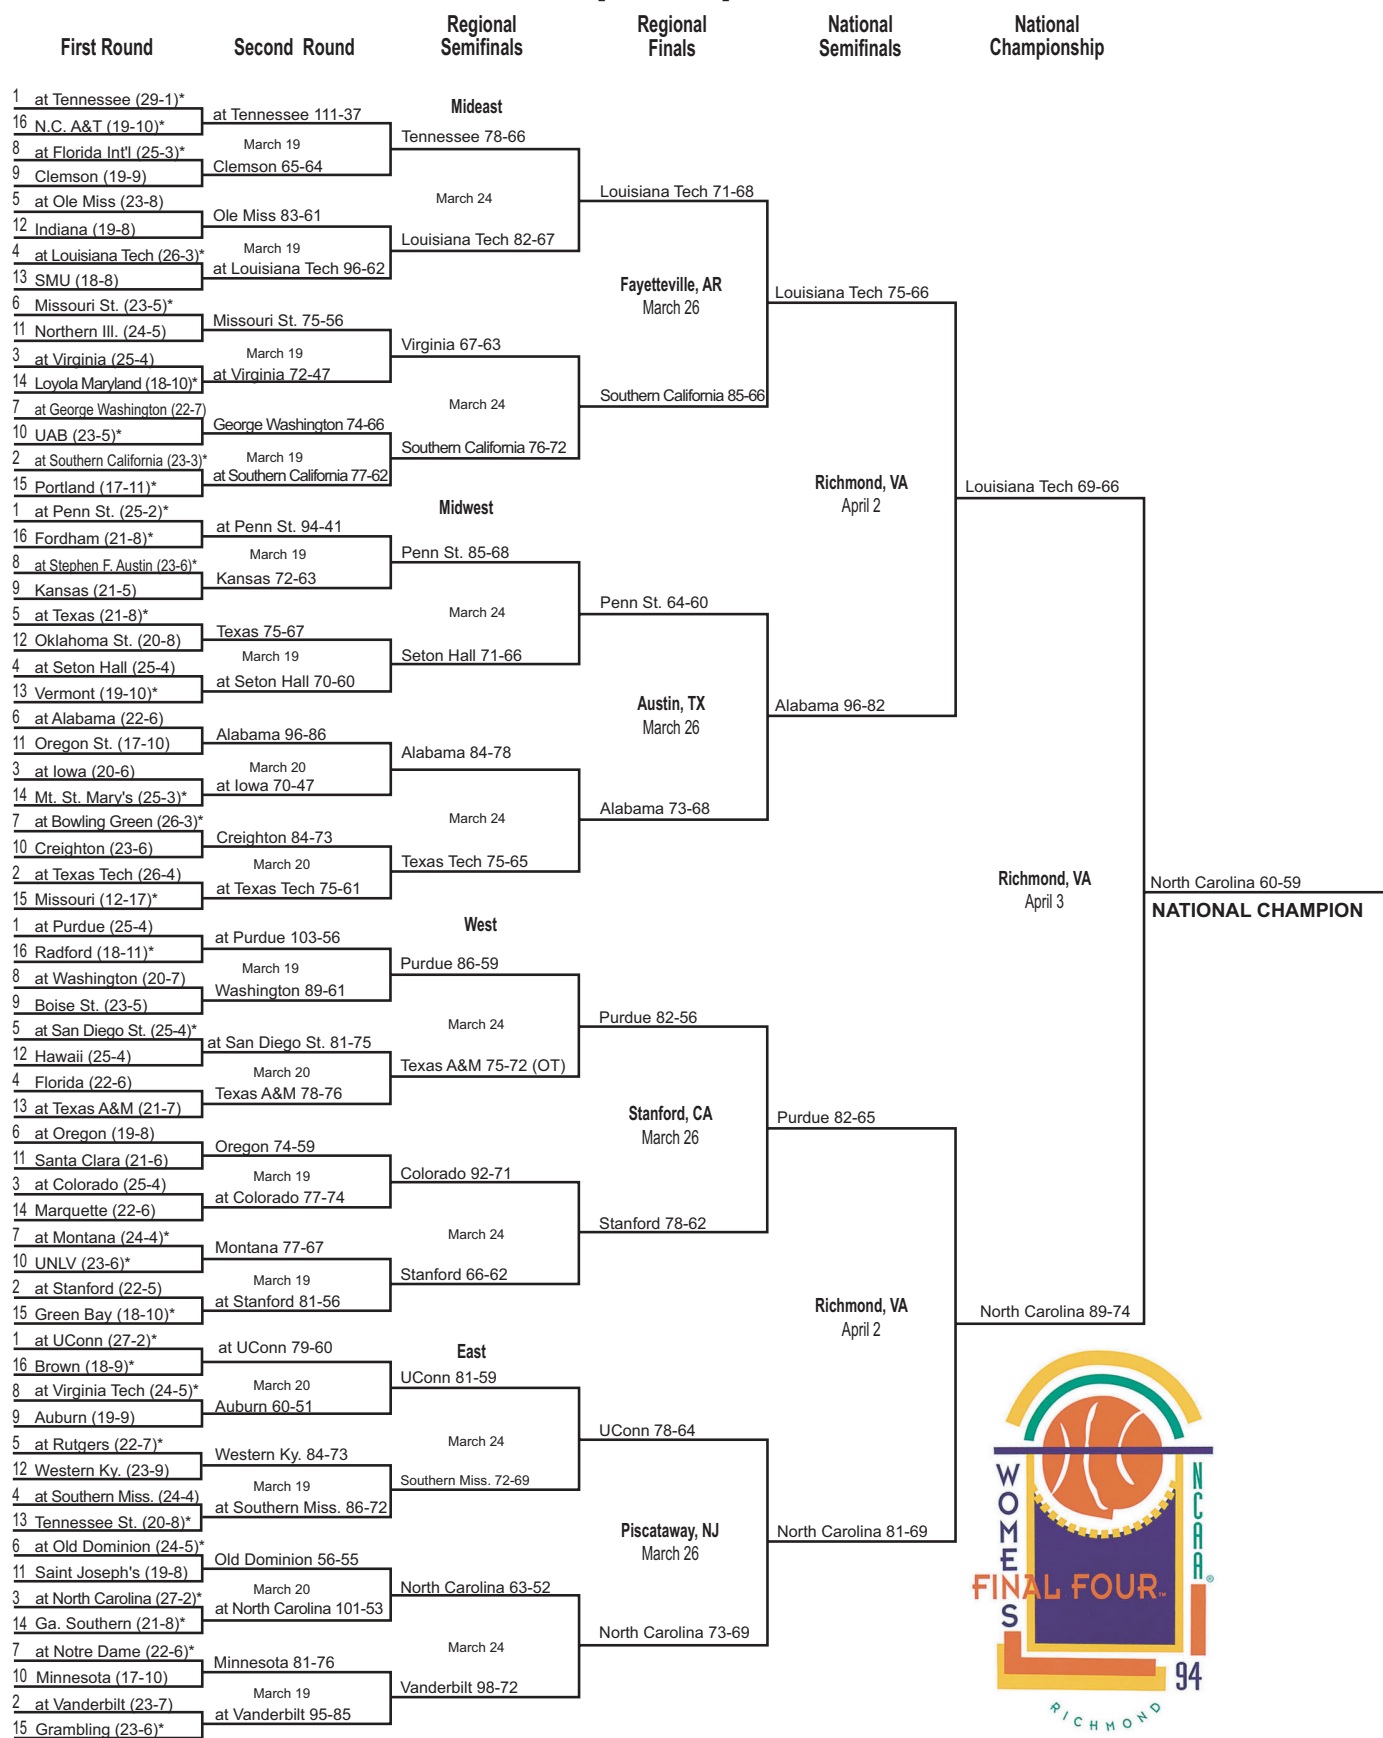 First Round
Second Round
Regional
Semifinals
Regional
Finals
National
Semifinals
National
Championship
1 at Tennessee (29-1)*
16 N.C. A&T (19-10)*
8 at Florida Int'l (25-3)*
9 Clemson (19-9)
5 at Ole Miss (23-8)
12 Indiana (19-8)
4 at Louisiana Tech (26-3)*
13 SMU (18-8)
6 Missouri St. (23-5)*
11 Northern Ill. (24-5)
3 at Virginia (25-4)
14 Loyola Maryland (18-10)*
7 at George Washington (22-7)
10 UAB (23-5)*
2 at Southern California (23-3)*
15 Portland (17-11)*
1 at Penn St. (25-2)*
16 Fordham (21-8)*
8 at Stephen F. Austin (23-6)*
9 Kansas (21-5)
5 at Texas (21-8)*
12 Oklahoma St. (20-8)
4 at Seton Hall (25-4)
13 Vermont (19-10)*
6 at Alabama (22-6)
11 Oregon St. (17-10)
3 at Iowa (20-6)
14 Mt. St. Mary's (25-3)*
7 at Bowling Green (26-3)*
10 Creighton (23-6)
2 at Texas Tech (26-4)
15 Missouri (12-17)*
1 at Purdue (25-4)
16 Radford (18-11)*
8 at Washington (20-7)
9 Boise St. (23-5)
5 at San Diego St. (25-4)*
12 Hawaii (25-4)
4 Florida (22-6)
13 at Texas A&M (21-7)
6 at Oregon (19-8)
11 Santa Clara (21-6)
3 at Colorado (25-4)
14 Marquette (22-6)
7 at Montana (24-4)*
10 UNLV (23-6)*
2 at Stanford (22-5)
15 Green Bay (18-10)*
1 at UConn (27-2)*
16 Brown (18-9)*
8 at Virginia Tech (24-5)*
9 Auburn (19-9)
5 at Rutgers (22-7)*
12 Western Ky. (23-9)
4 at Southern Miss. (24-4)
13 Tennessee St. (20-8)*
6 at Old Dominion (24-5)*
11 Saint Joseph's (19-8)
3 at North Carolina (27-2)*
14 Ga. Southern (21-8)*
7 at Notre Dame (22-6)*
10 Minnesota (17-10)
2 at Vanderbilt (23-7)
15 Grambling (23-6)*
at Tennessee 111-37
March 19
Clemson 65-64
Ole Miss 83-61
March 19
at Louisiana Tech 96-62
Missouri St. 75-56
March 19
at Virginia 72-47
George Washington 74-66
March 19
at Southern California 77-62
at Penn St. 94-41
March 19
Kansas 72-63
Texas 75-67
March 19
at Seton Hall 70-60
Alabama 96-86
March 20
at Iowa 70-47
Creighton 84-73
March 20
at Texas Tech 75-61
at Purdue 103-56
March 19
Washington 89-61
at San Diego St. 81-75
March 20
Texas A&M 78-76
Oregon 74-59
March 19
at Colorado 77-74
Montana 77-67
March 19
at Stanford 81-56
at UConn 79-60
March 20
Auburn 60-51
Western Ky. 84-73
March 19
at Southern Miss. 86-72
Old Dominion 56-55
March 20
at North Carolina 101-53
Minnesota 81-76
March 19
at Vanderbilt 95-85
Mideast
Tennessee 78-66
March 24
Louisiana Tech 82-67
Virginia 67-63
March 24
Southern California 76-72
Midwest
Penn St. 85-68
March 24
Seton Hall 71-66
Alabama 84-78
March 24
Texas Tech 75-65
West
Purdue 86-59
March 24
Texas A&M 75-72 (OT)
Colorado 92-71
March 24
Stanford 66-62
East
UConn 81-59
March 24
Southern Miss. 72-69
North Carolina 63-52
March 24
Vanderbilt 98-72
Louisiana Tech 71-68
Fayetteville, AR
March 26
Southern California 85-66
Penn St. 64-60
Austin, TX
March 26
Alabama 73-68
Purdue 82-56
Stanford, CA
March 26
Stanford 78-62
UConn 78-64
Piscataway, NJ
March 26
North Carolina 73-69
Louisiana Tech 75-66
Richmond, VA
April 2
Alabama 96-82
Purdue 82-65
Richmond, VA
April 2
North Carolina 81-69
Louisiana Tech 69-66
Richmond, VA
April 3
North Carolina 89-74
North Carolina 60-59
NATIONAL CHAMPION
WOMEN'S
NCAA®
FINAL FOUR™
94
RICHMOND